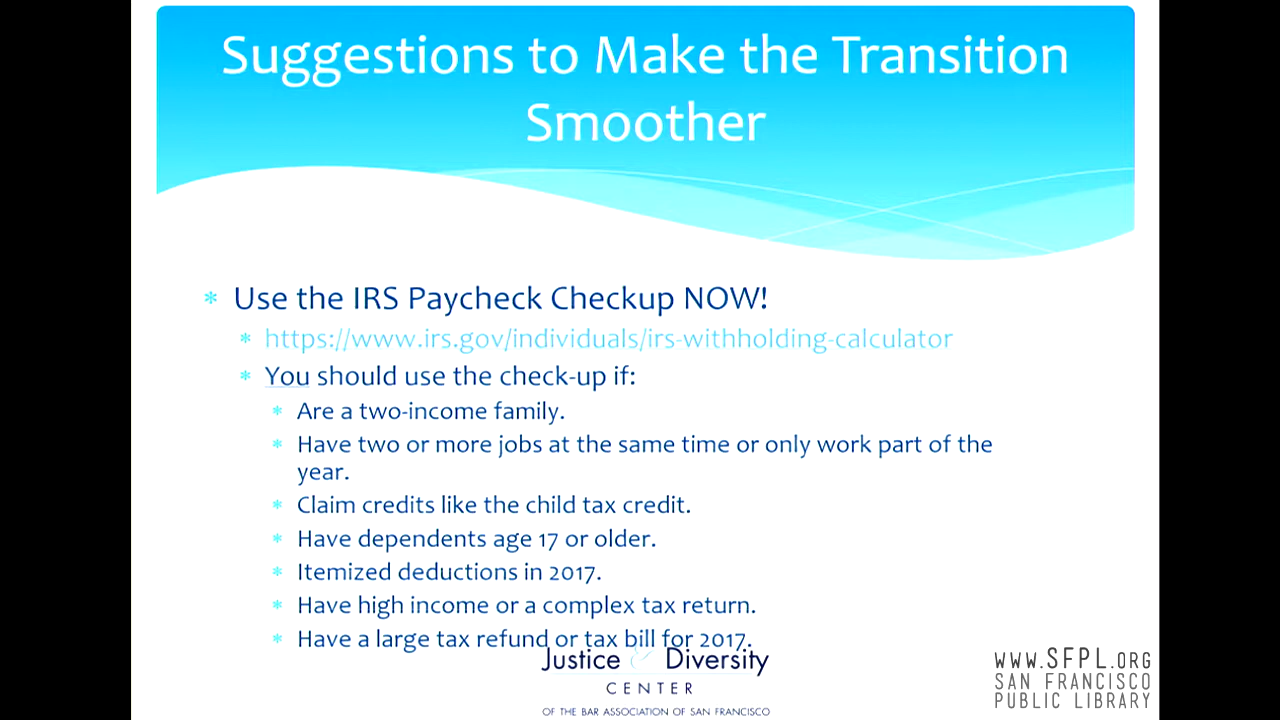 Suggestions to Make the Transition
Smoother
* Use the IRS Paycheck Checkup NOW!
* https://www.irs.gov/individuals/irs-withholding-calculator
* You should use the check-up if:
* Are a two-income family.
* Have two or more jobs at the same time or only work part of the
year.
* Claim credits like the child tax credit.
* Have dependents age 17 or older.
* Itemized deductions in 2017.
* Have high income or a complex tax return.
* Have a large tax refund or tax bill for 2017.
Justice & Diversity
CENTER
OF THE BAR ASSOCIATION OF SAN FRANCISCO
WWW.SFPL.ORG
SAN FRANCISCO
PUBLIC LIBRARY